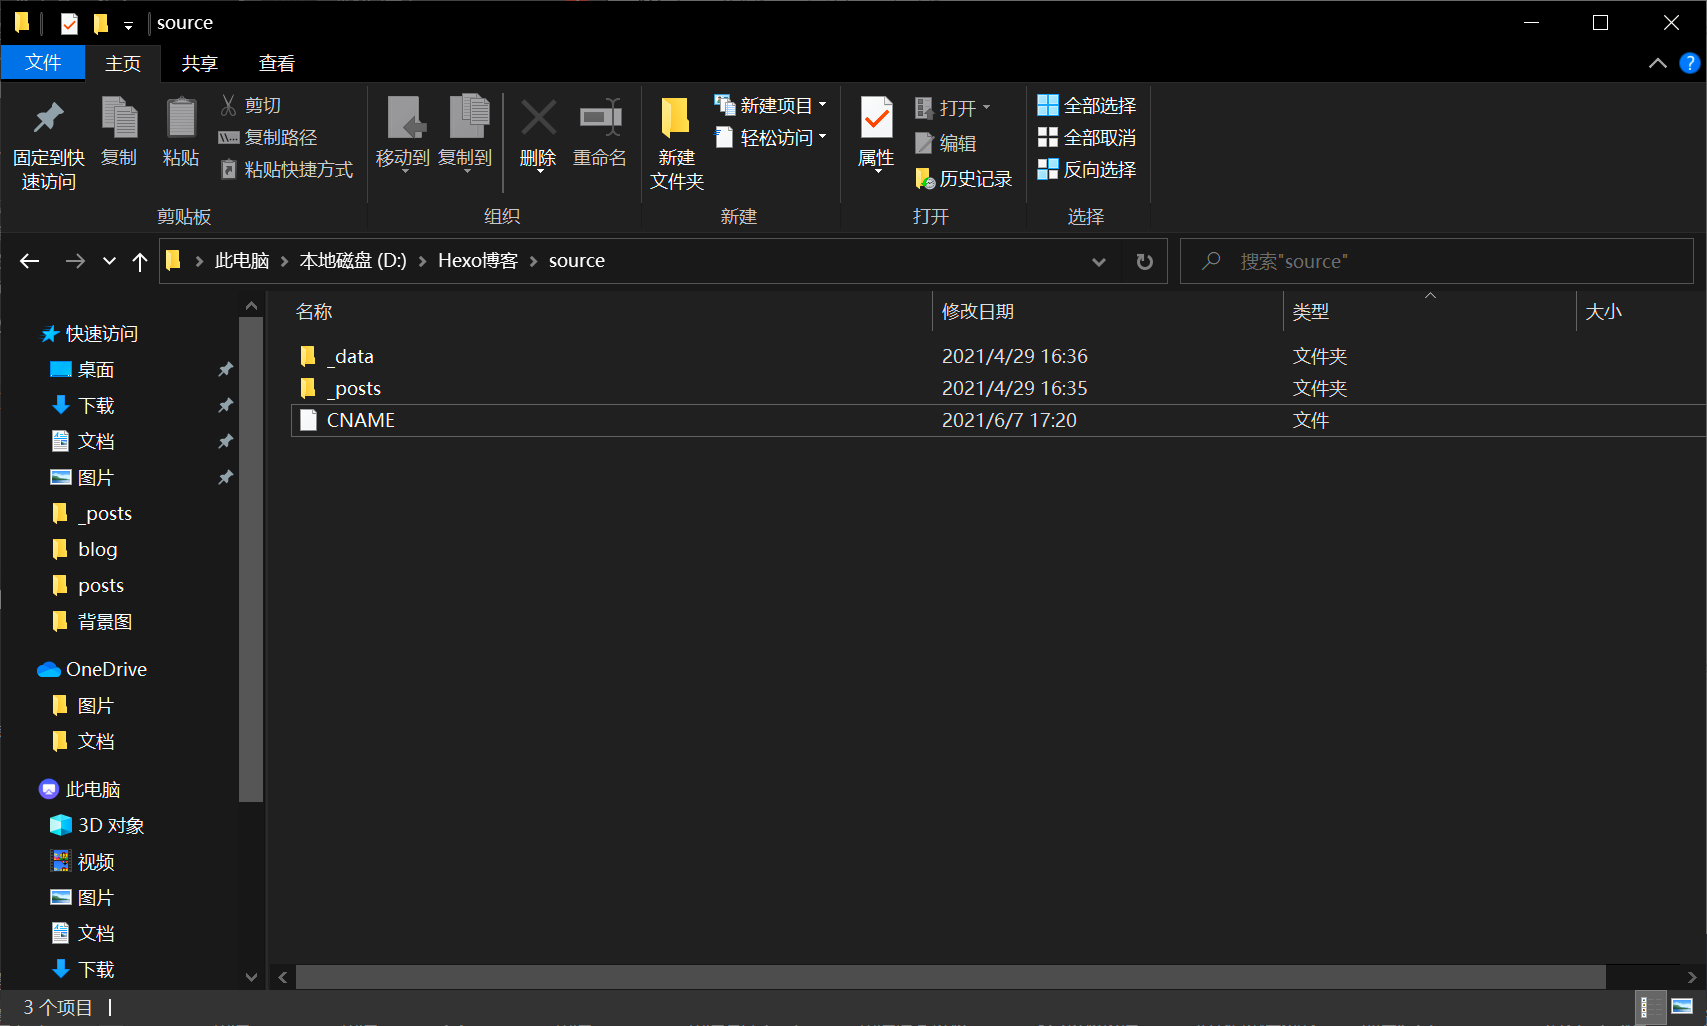 source
文件 主页 共享 查看
固定到快速访问
复制
粘贴
剪切
复制路径
粘贴快捷方式
剪贴板
移动到 复制到 删除 重命名
组织
新建文件夹
新建项目
轻松访问
新建
属性
打开
编辑
历史记录
打开
全部选择
全部取消
反向选择
选择
此电脑 本地磁盘 (D:) Hexo博客 source
搜索"source"
名称 修改日期 类型 大小
_data 2021/4/29 16:36 文件夹
_posts 2021/4/29 16:35 文件夹
CNAME 2021/6/7 17:20 文件
快速访问
桌面
下载
文档
图片
_posts
blog
posts
背景图
OneDrive
图片
文档
此电脑
3D 对象
视频
图片
文档
下载
3 个项目